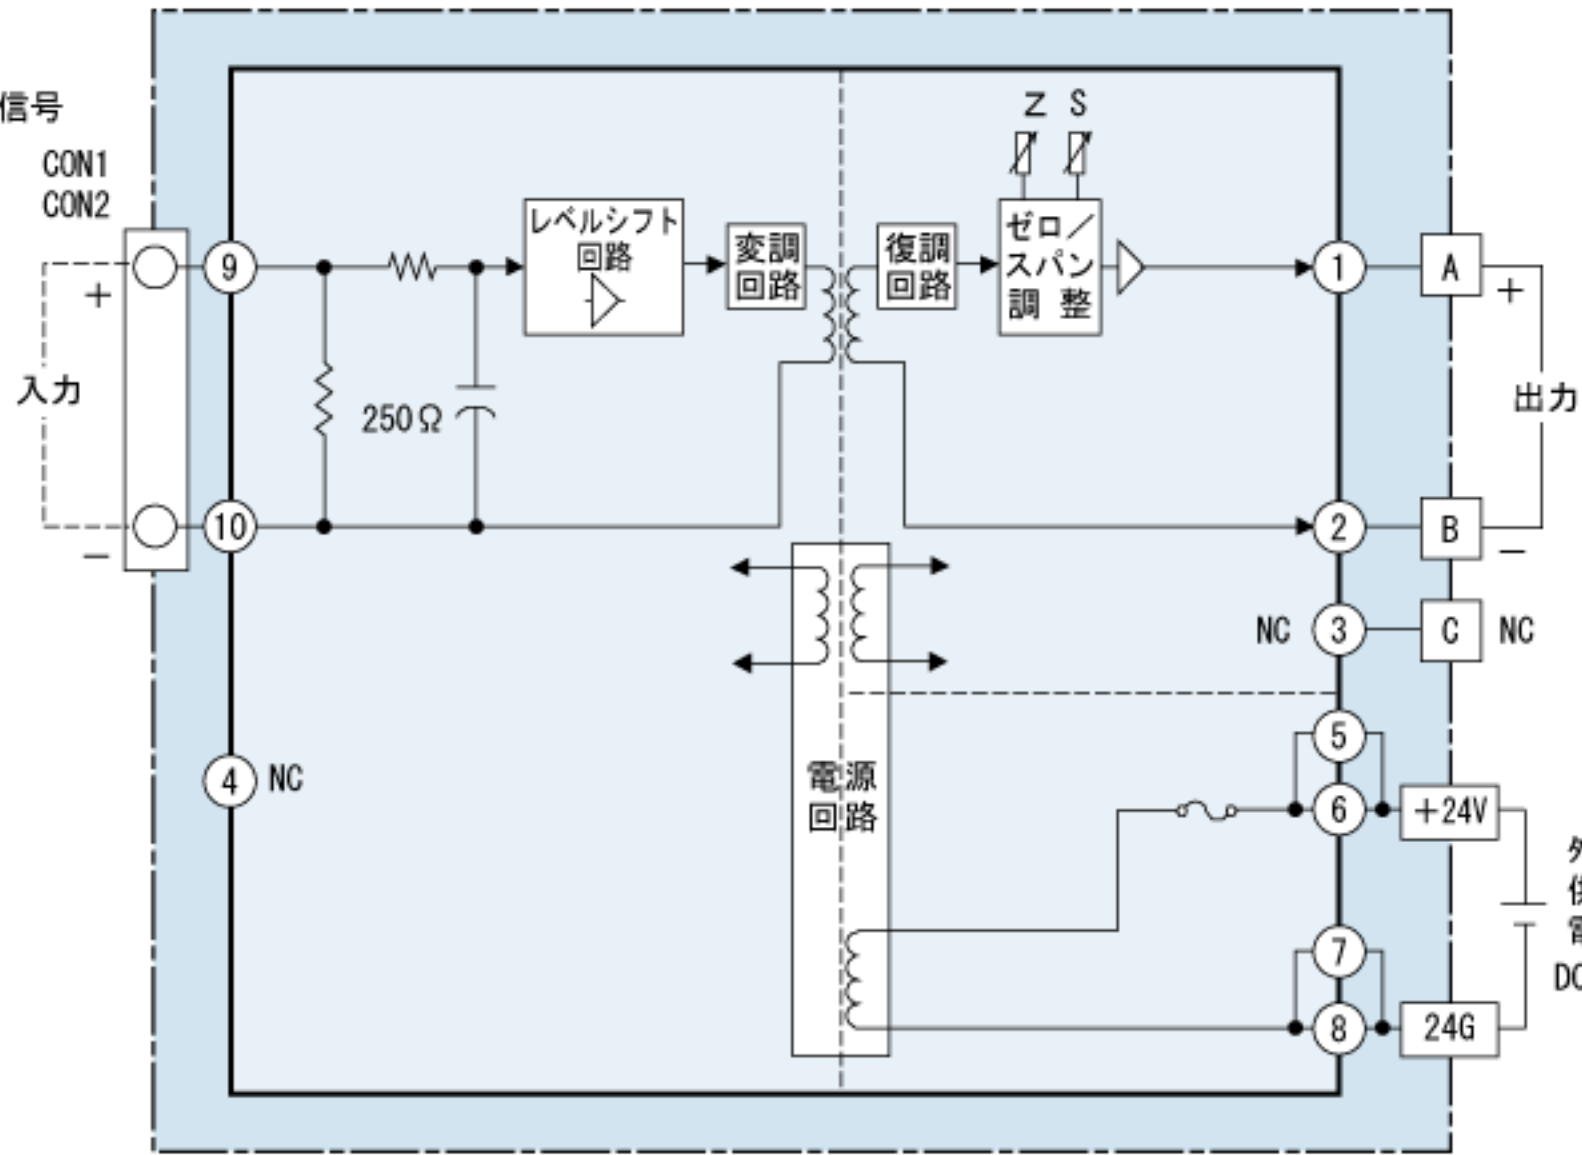 信号
CON1
CON2
+
入力
−
9
10
4
NC
250Ω
レベルシフト
回路
変調
回路
復調
回路
Z S
ゼロ／
スパン
調 整
電源
回路
1
2
NC
3
5
6
7
8
A
+
出力
B
−
C
NC
+24V
24G